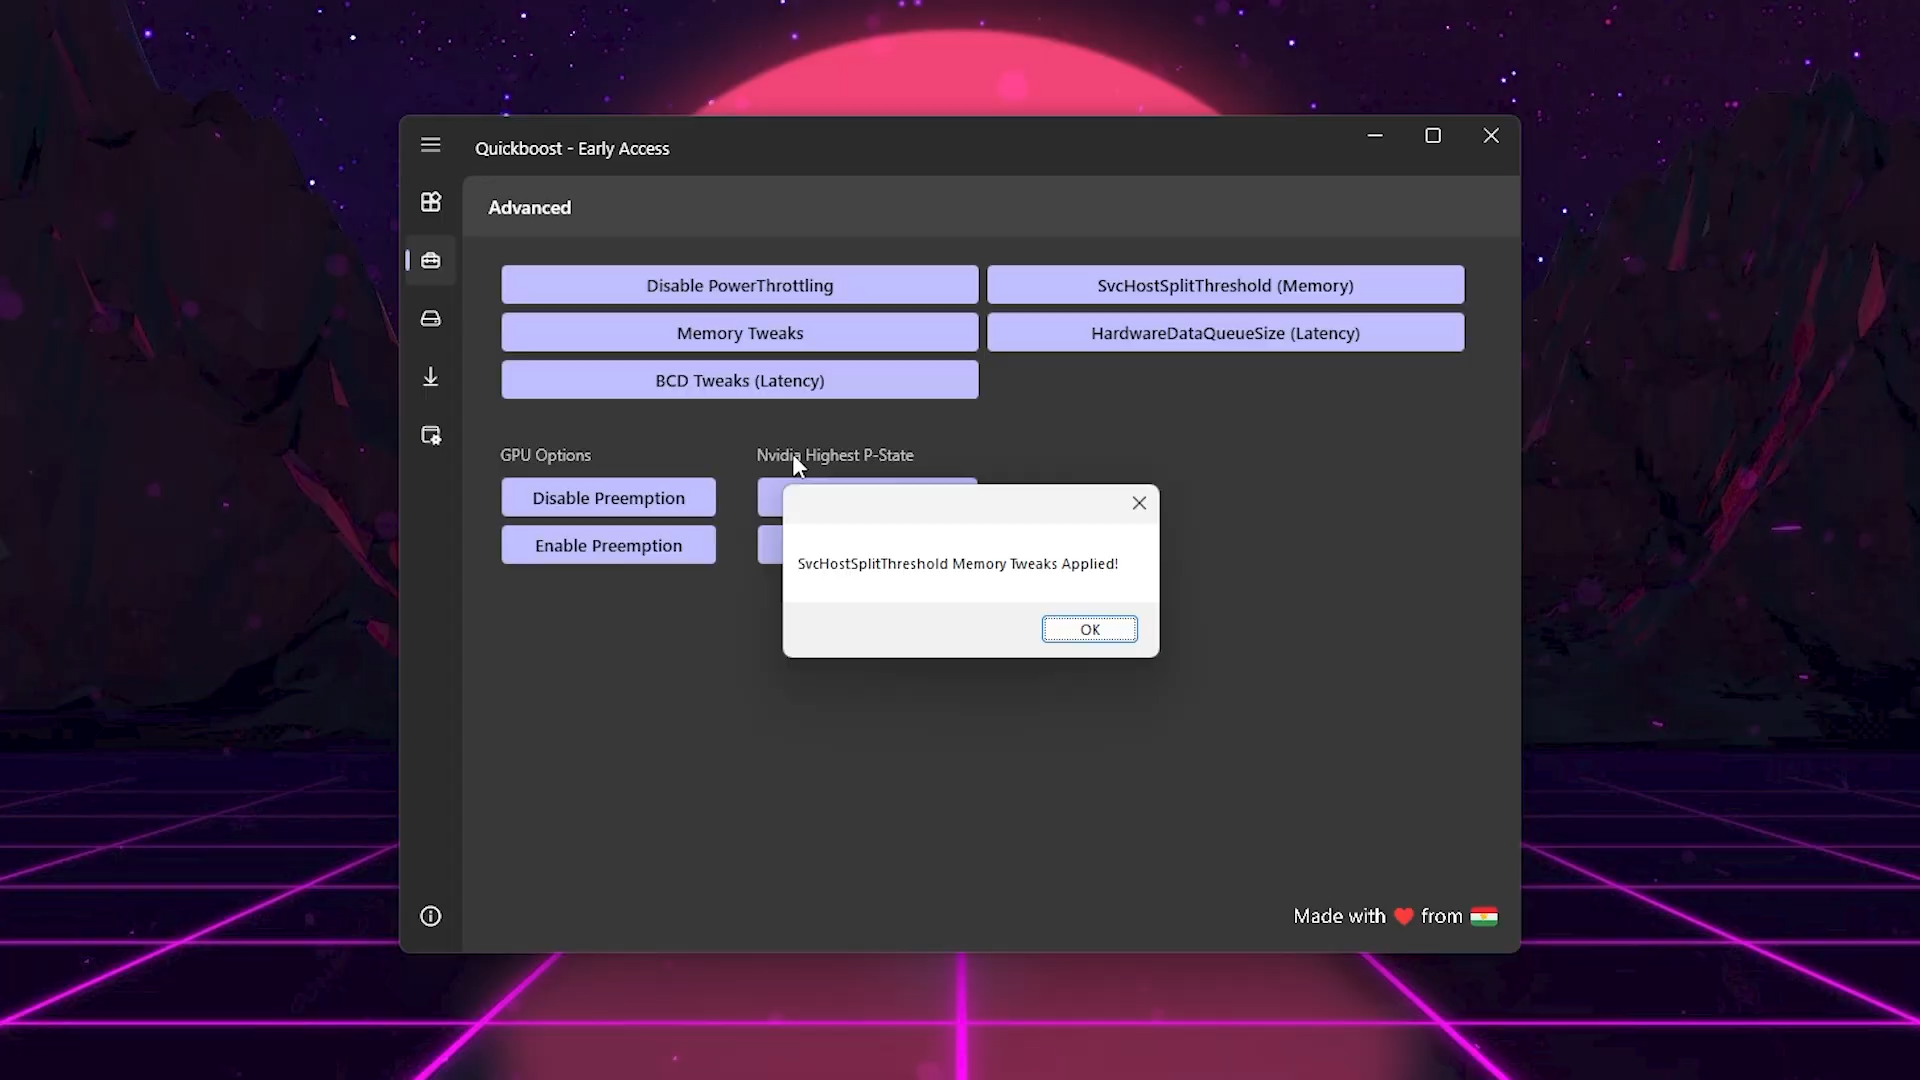 Quickboost - Early Access
Advanced
Disable PowerThrottling
SvcHostSplitThreshold (Memory)
Memory Tweaks
HardwareDataQueueSize (Latency)
BCD Tweaks (Latency)
GPU Options
Nvidia Highest P-State
Disable Preemption
Enable Preemption
SvcHostSplitThreshold Memory Tweaks Applied!
OK
Made with ❤ from